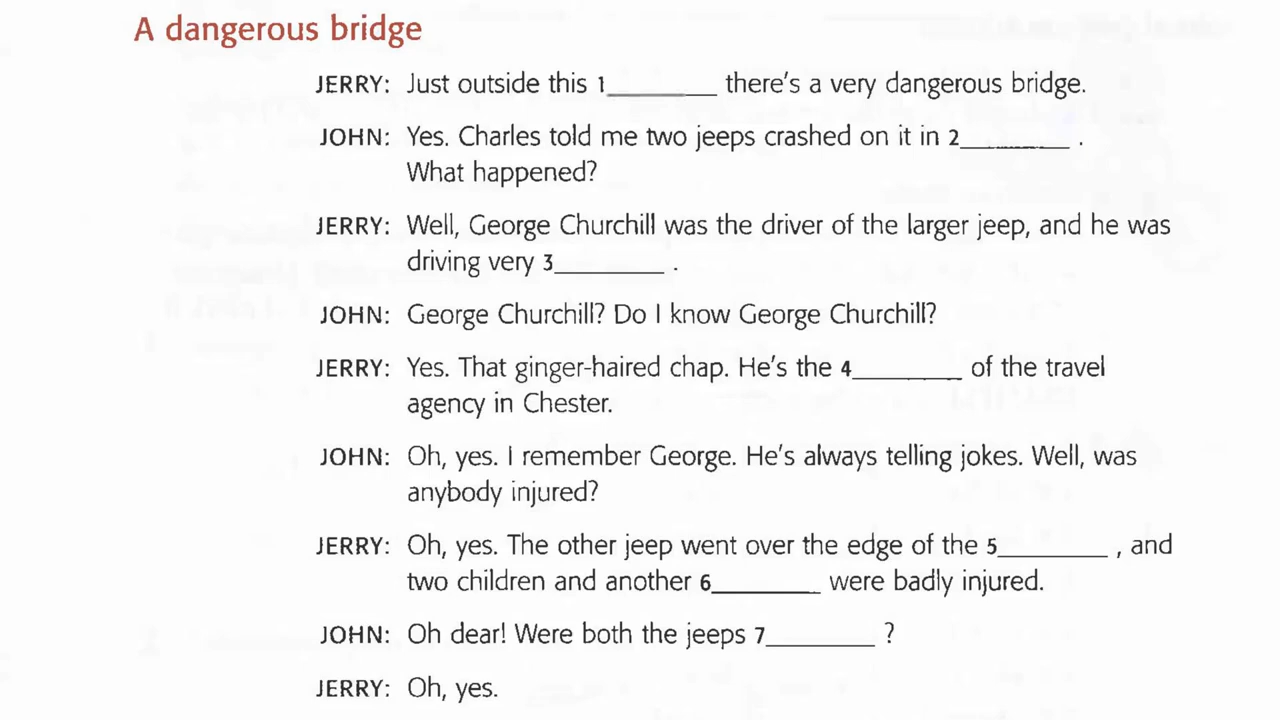 A dangerous bridge
JERRY: Just outside this 1________ there's a very dangerous bridge.
JOHN: Yes. Charles told me two jeeps crashed on it in 2________ .
What happened?
JERRY: Well, George Churchill was the driver of the larger jeep, and he was
driving very 3________ .
JOHN: George Churchill? Do I know George Churchill?
JERRY: Yes. That ginger-haired chap. He's the 4________ of the travel
agency in Chester.
JOHN: Oh, yes. I remember George. He's always telling jokes. Well, was
anybody injured?
JERRY: Oh, yes. The other jeep went over the edge of the 5________ , and
two children and another 6________ were badly injured.
JOHN: Oh dear! Were both the jeeps 7________ ?
JERRY: Oh, yes.